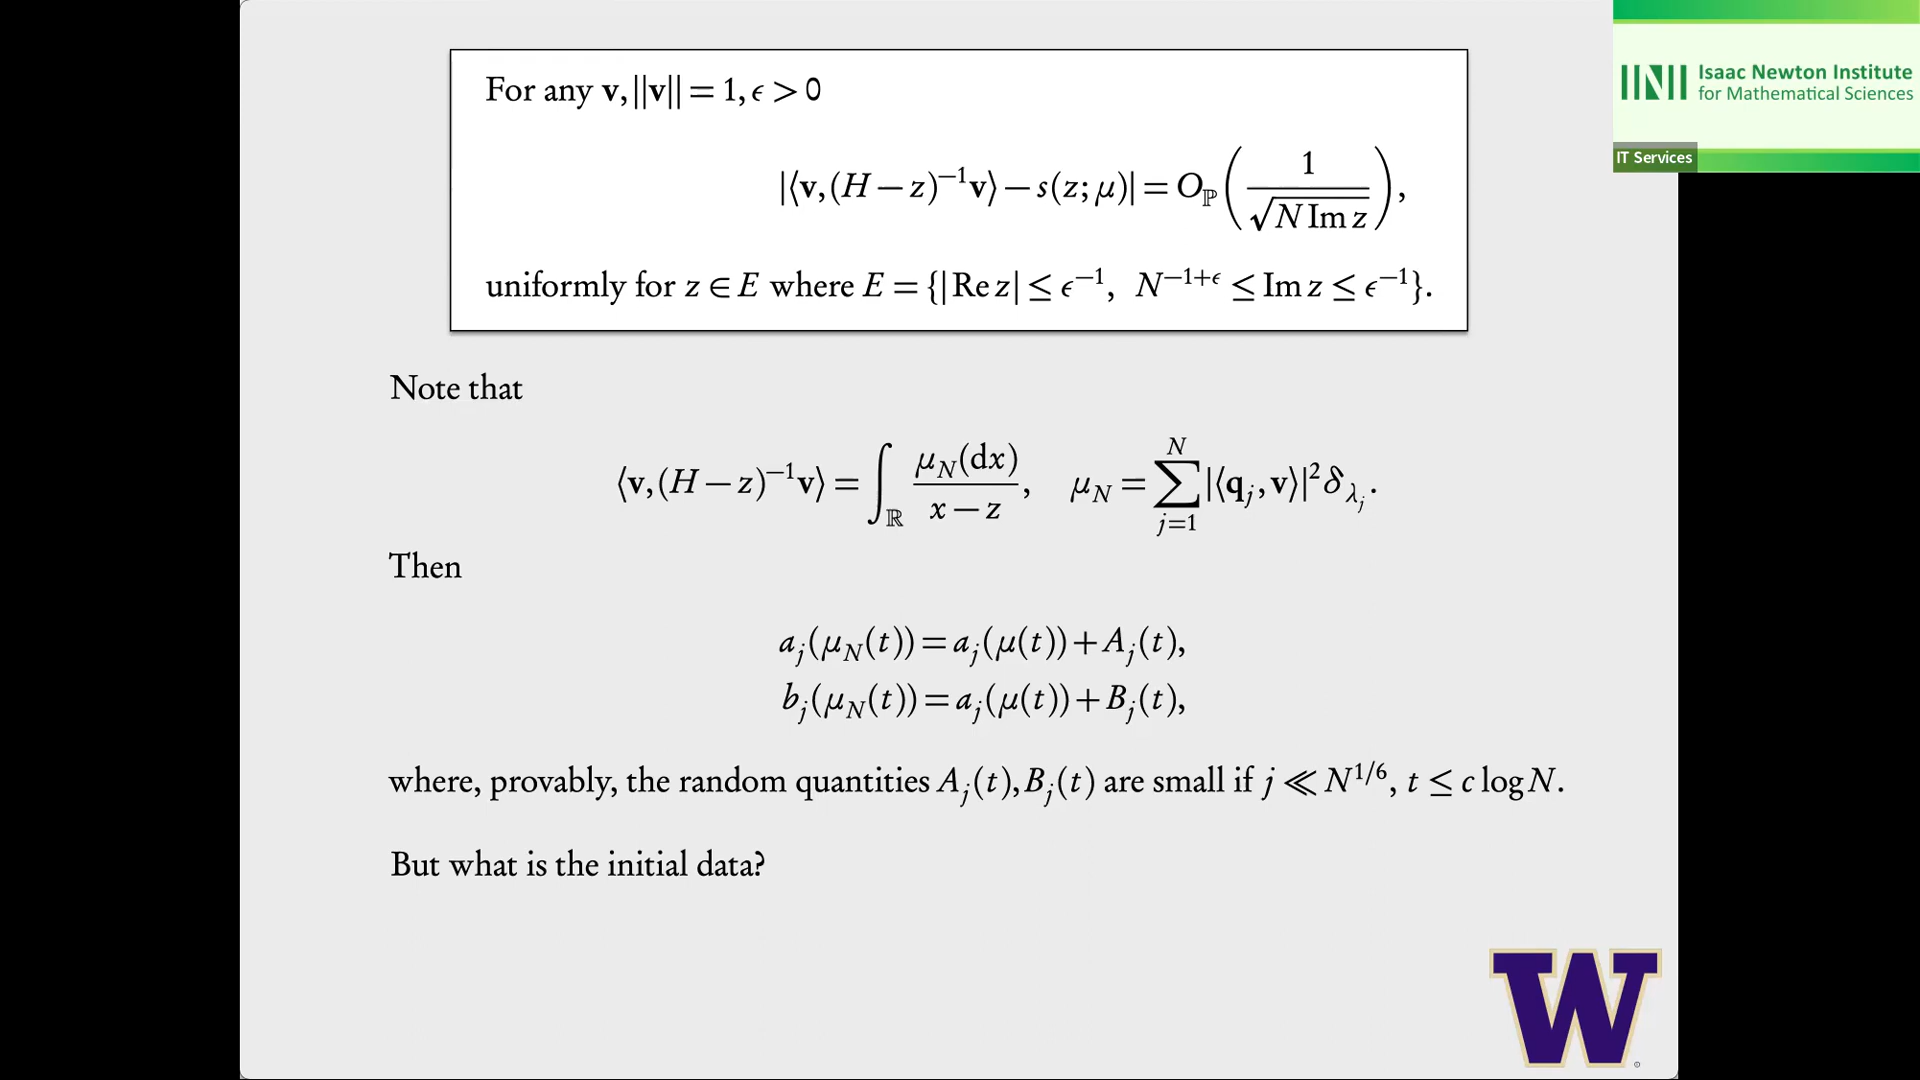 For any v, ||v|| = 1, ϵ > 0
|⟨v, (H − z)⁻¹v⟩ − s(z; μ)| = O_ℙ(1/√(N Im z)),
uniformly for z ∈ E where E = {| Re z| ≤ ϵ⁻¹, N^{−1+ϵ} ≤ Im z ≤ ϵ⁻¹}.
Note that
⟨v, (H − z)⁻¹v⟩ = ∫_ℝ μ_N(dx)/(x − z), μ_N = ∑_{j=1}^{N} |⟨q_j, v⟩|² δ_{λ_j}.
Then
a_j(μ_N(t)) = a_j(μ(t)) + A_j(t),
b_j(μ_N(t)) = a_j(μ(t)) + B_j(t),
where, provably, the random quantities A_j(t), B_j(t) are small if j ≪ N^{1/6}, t ≤ c log N.
But what is the initial data?
Isaac Newton Institute
for Mathematical Sciences
IT Services
W